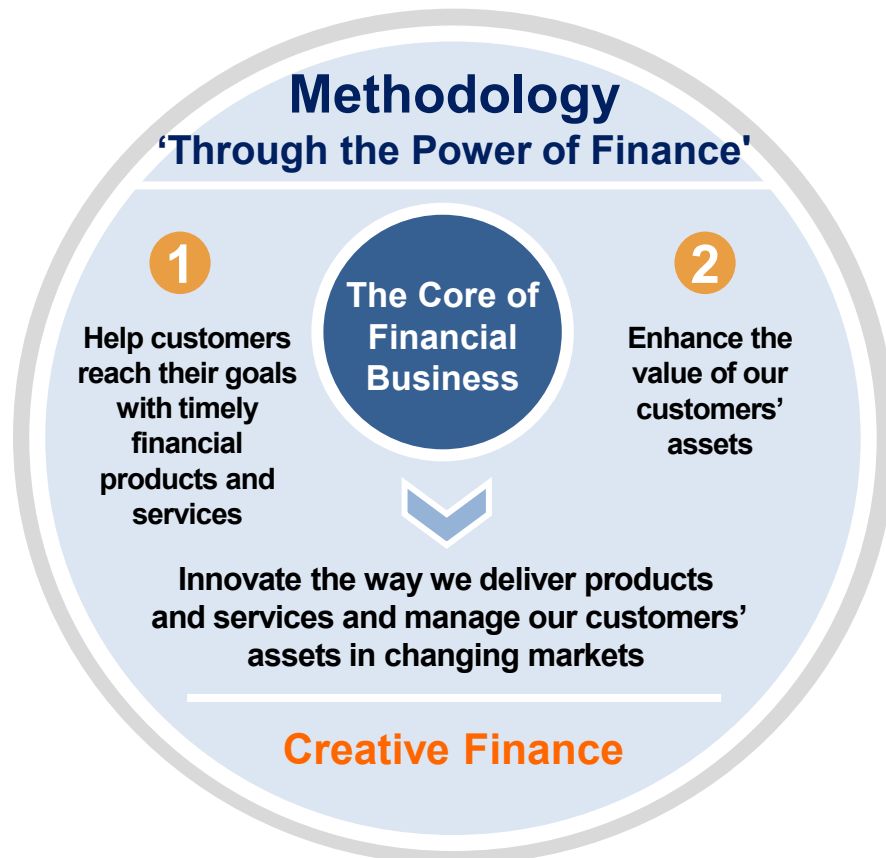 Methodology
‘Through the Power of Finance'
1
Help customers
reach their goals
with timely
financial
products and
services
The Core of
Financial
Business
2
Enhance the
value of our
customers’
assets
Innovate the way we deliver products
and services and manage our customers’
assets in changing markets
Creative Finance